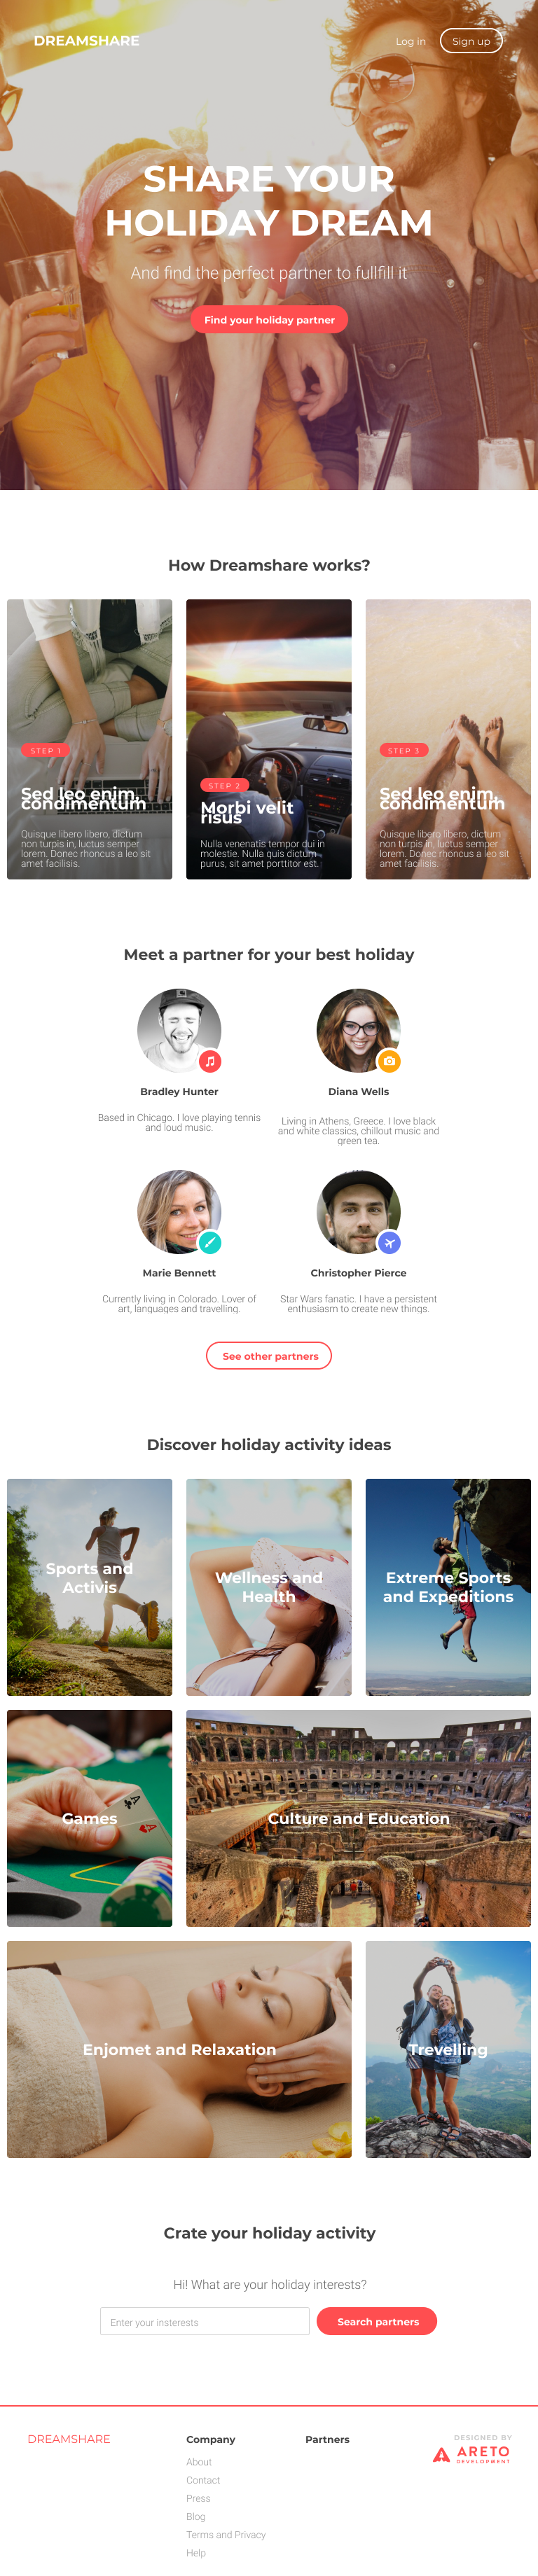 DREAMSHARE
Log in
Sign up
SHARE YOUR
HOLIDAY DREAM
And find the perfect partner to fullfill it
Find your holiday partner
How Dreamshare works?
STEP 1
Sed leo enim,
condimentum
Quisque libero libero, dictum
non turpis in, luctus semper
lorem. Donec rhoncus a leo sit
amet facilisis.
STEP 2
Morbi velit
risus
Nulla venenatis tempor dui in
molestie. Nulla quis dictum
purus, sit amet porttitor est.
STEP 3
Sed leo enim,
condimentum
Quisque libero libero, dictum
non turpis in, luctus semper
lorem. Donec rhoncus a leo sit
amet facilisis.
Meet a partner for your best holiday
Bradley Hunter
Based in Chicago. I love playing tennis
and loud music.
Diana Wells
Living in Athens, Greece. I love black
and white classics, chillout music and
green tea.
Marie Bennett
Currently living in Colorado. Lover of
art, languages and travelling.
Christopher Pierce
Star Wars fanatic. I have a persistent
enthusiasm to create new things.
See other partners
Discover holiday activity ideas
Sports and
Activis
Wellness and
Health
Extreme Sports
and Expeditions
Games
Culture and Education
Enjomet and Relaxation
Trevelling
Crate your holiday activity
Hi! What are your holiday interests?
Enter your insterests
Search partners
DREAMSHARE
Company
About
Contact
Press
Blog
Terms and Privacy
Help
Partners
DESIGNED BY
ARETO
DEVELOPMENT